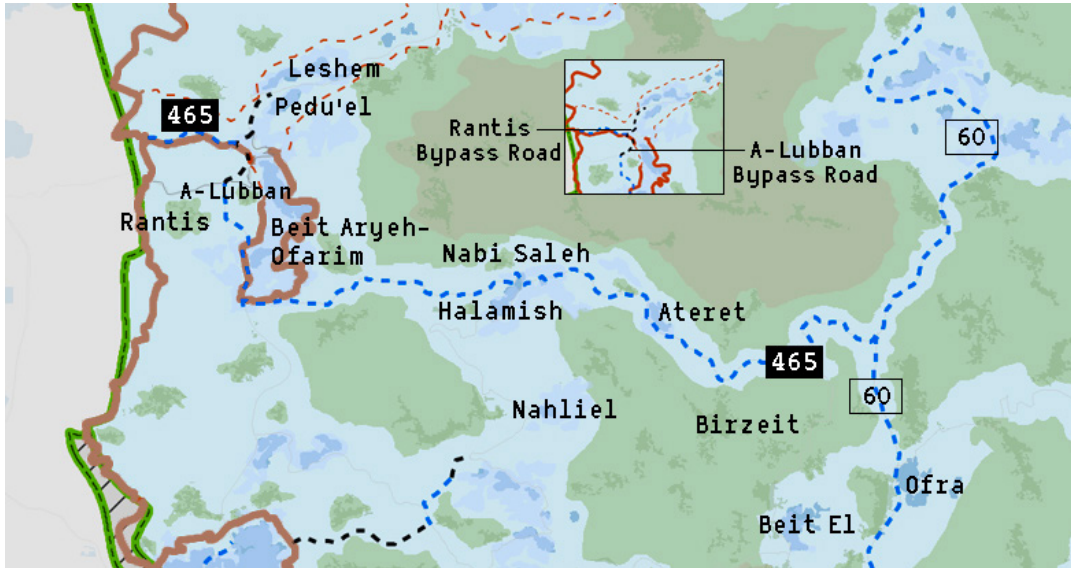 Leshem
Pedu'el
465
Rantis
Bypass Road
A-Lubban
Bypass Road
60
A-Lubban
Rantis
Beit Aryeh-
Ofarim
Nabi Saleh
Halamish
Ateret
465
60
Nahliel
Birzeit
Ofra
Beit El